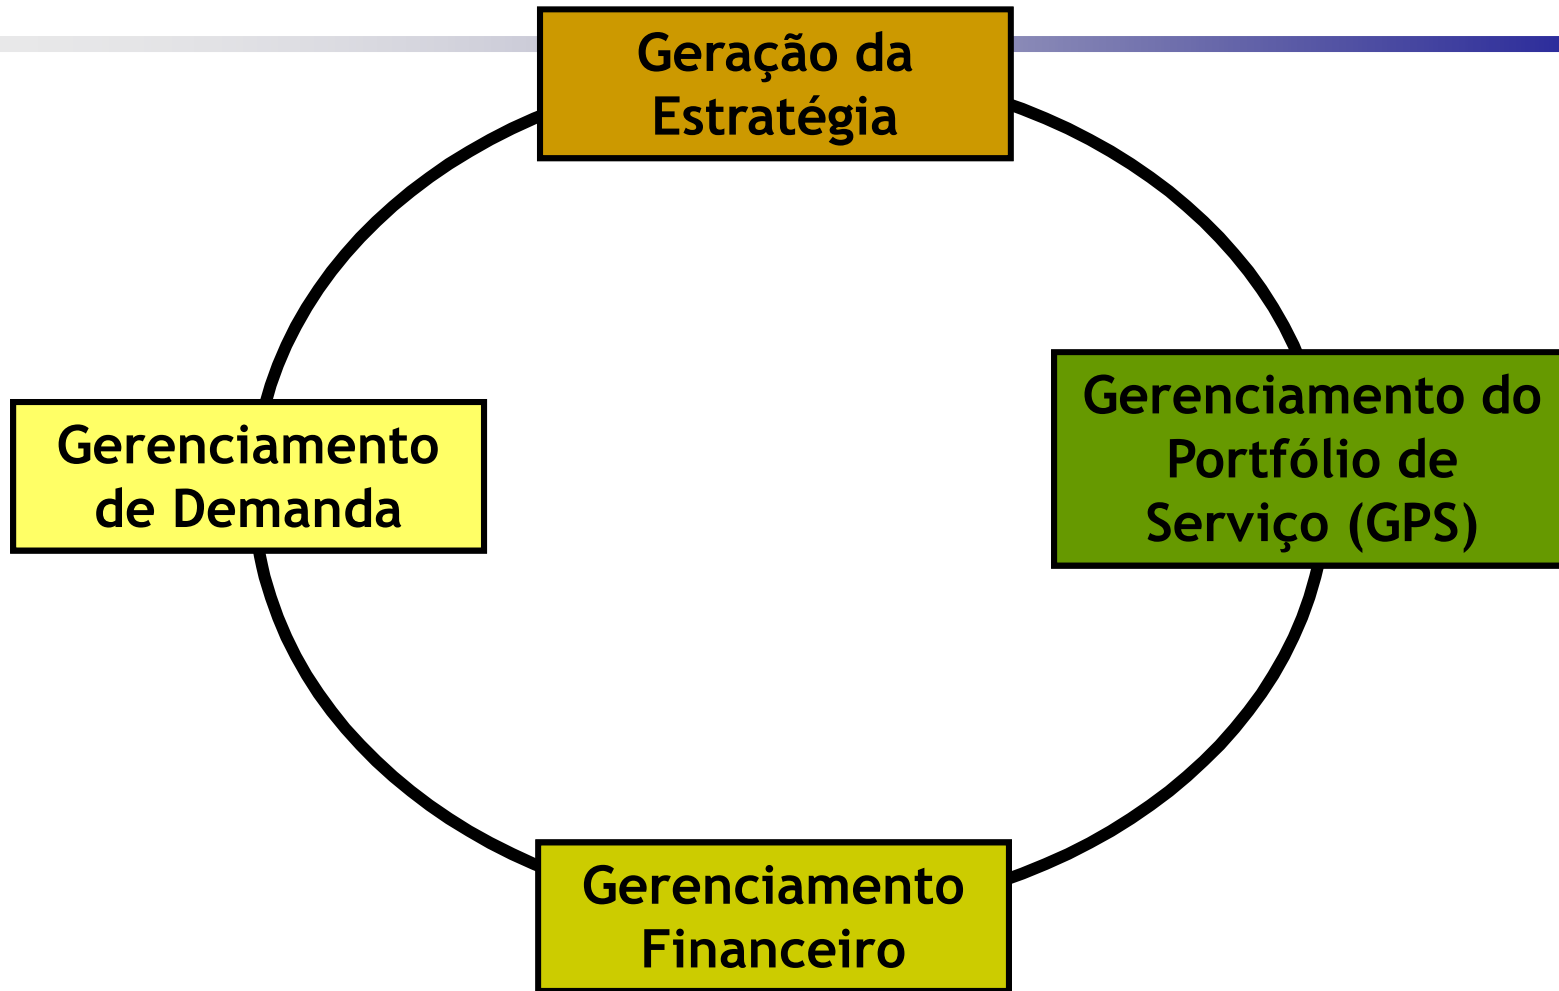 Geração da
Estratégia
Gerenciamento do
Portfólio de
Serviço (GPS)
Gerenciamento
de Demanda
Gerenciamento
Financeiro